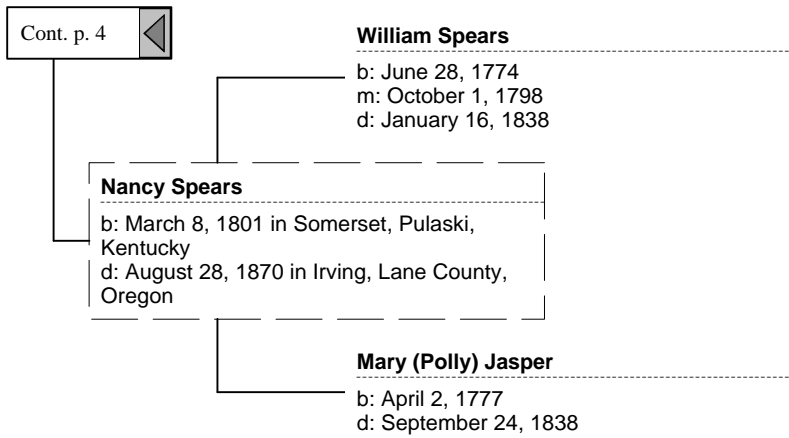 Cont. p. 4
William Spears
b: June 28, 1774
m: October 1, 1798
d: January 16, 1838
Nancy Spears
b: March 8, 1801 in Somerset, Pulaski,
Kentucky
d: August 28, 1870 in Irving, Lane County,
Oregon
Mary (Polly) Jasper
b: April 2, 1777
d: September 24, 1838